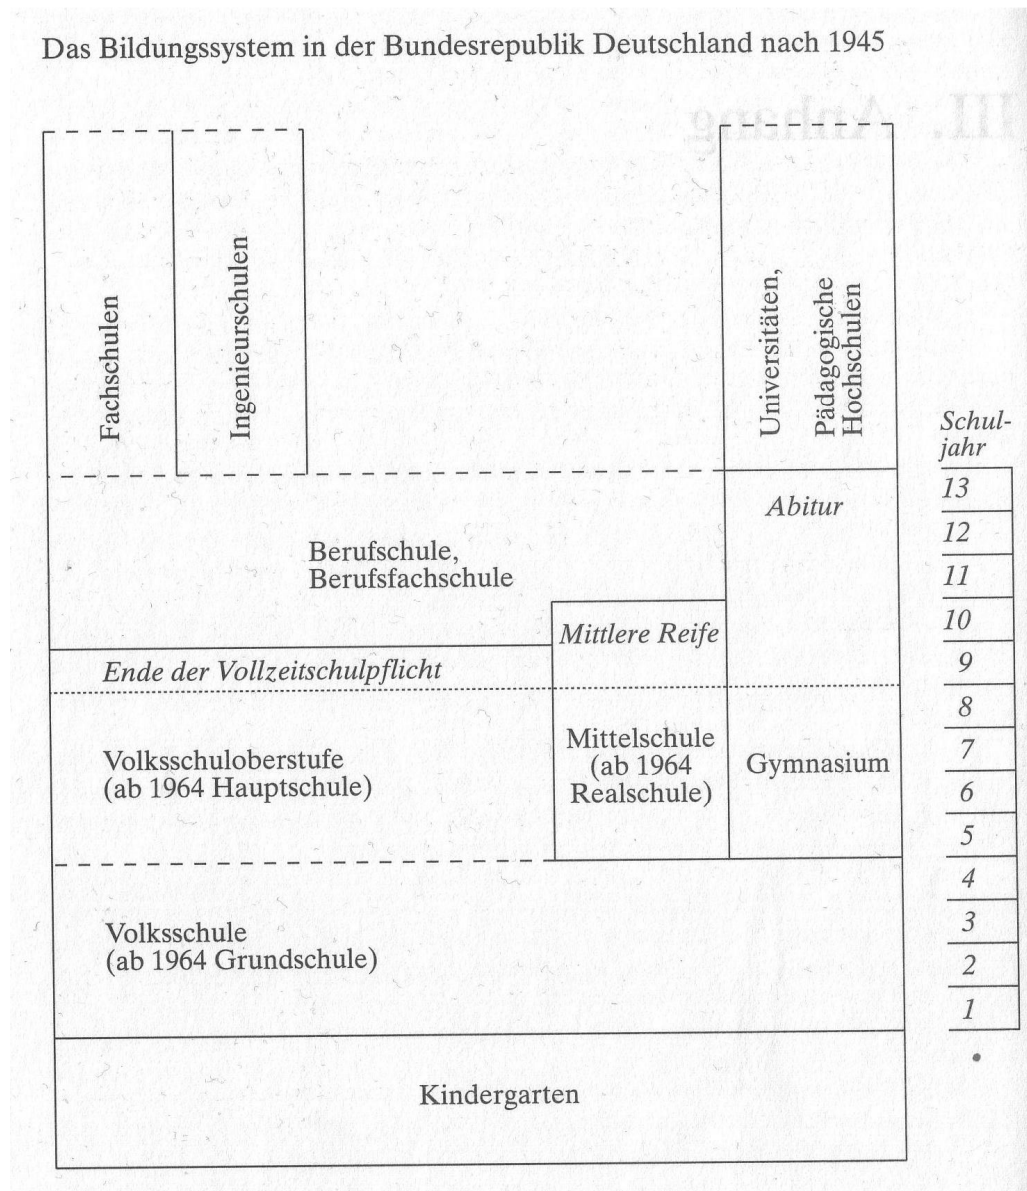 Das Bildungssystem in der Bundesrepublik Deutschland nach 1945
III. Anhang
Fachschulen
Ingenieurschulen
Universitäten,
Pädagogische
Hochschulen
Schul-
jahr
13
Abitur
12
Berufschule,
Berufsfachschule
11
10
Mittlere Reife
9
Ende der Vollzeitschulpflicht
8
7
Mittelschule
(ab 1964
Realschule)
Gymnasium
Volksschuloberstufe
(ab 1964 Hauptschule)
6
5
4
3
Volksschule
(ab 1964 Grundschule)
2
1
Kindergarten